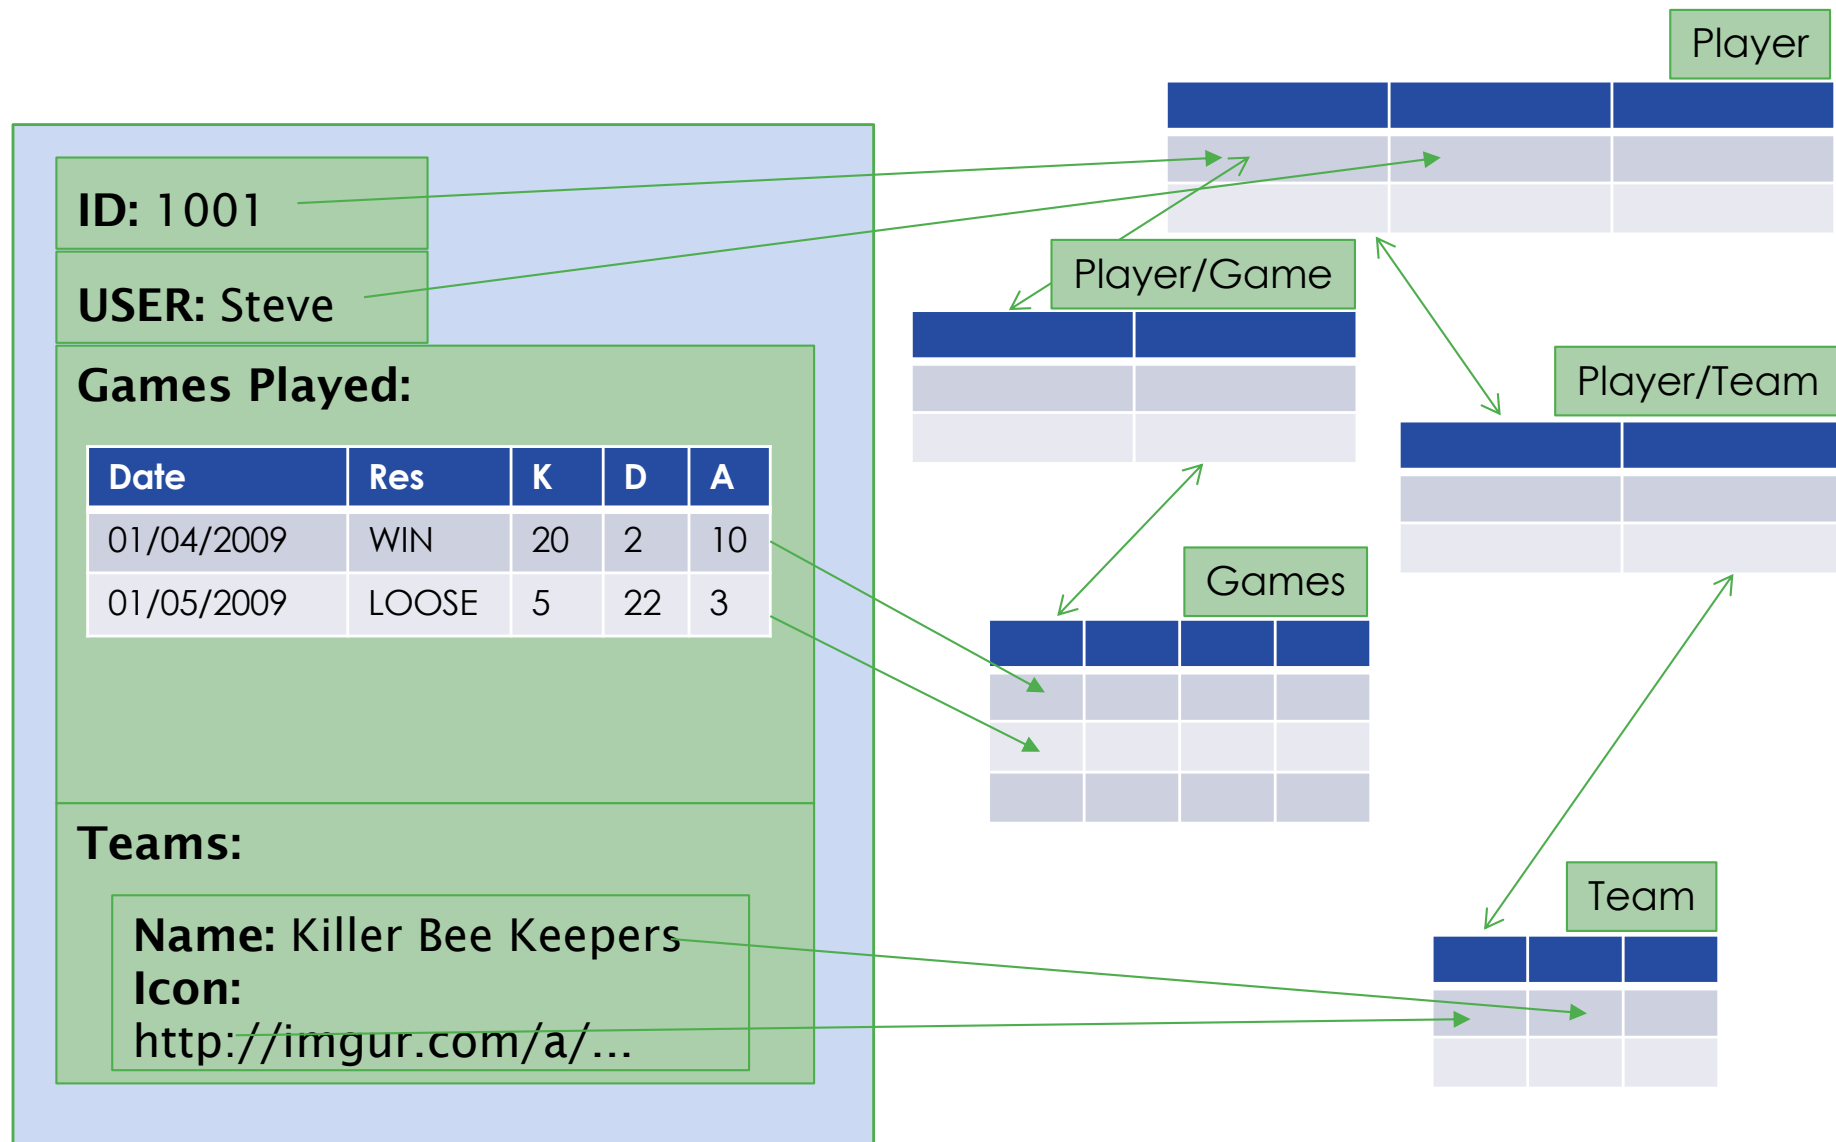 Player
ID: 1001
USER: Steve
Player/Game
Games Played:
Player/Team
Date Res K D A
01/04/2009 WIN 20 2 10
01/05/2009 LOOSE 5 22 3
Games
Teams:
Team
Name: Killer Bee Keepers
Icon:
http://imgur.com/a/...